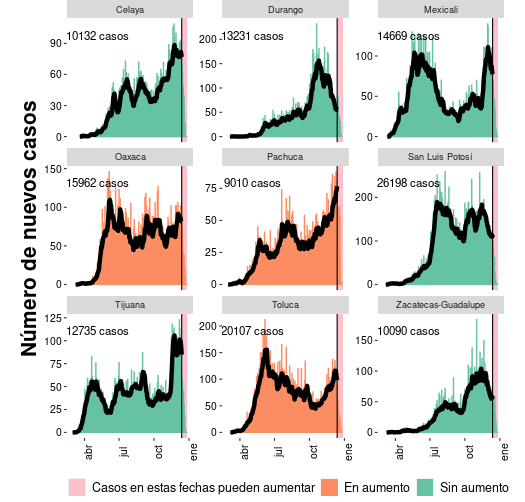 Número de nuevos casos
Celaya
Durango
Mexicali
10132 casos
13231 casos
14669 casos
90
60
30
0
200
150
100
50
0
100
50
0
Oaxaca
Pachuca
San Luis Potosí
15962 casos
9010 casos
26198 casos
150
100
50
0
75
50
25
0
200
100
0
Tijuana
Toluca
Zacatecas-Guadalupe
12735 casos
20107 casos
10090 casos
125
100
75
50
25
0
200
150
100
50
0
150
100
50
0
abr
jul
oct
ene
abr
jul
oct
ene
abr
jul
oct
ene
Casos en estas fechas pueden aumentar
En aumento
Sin aumento